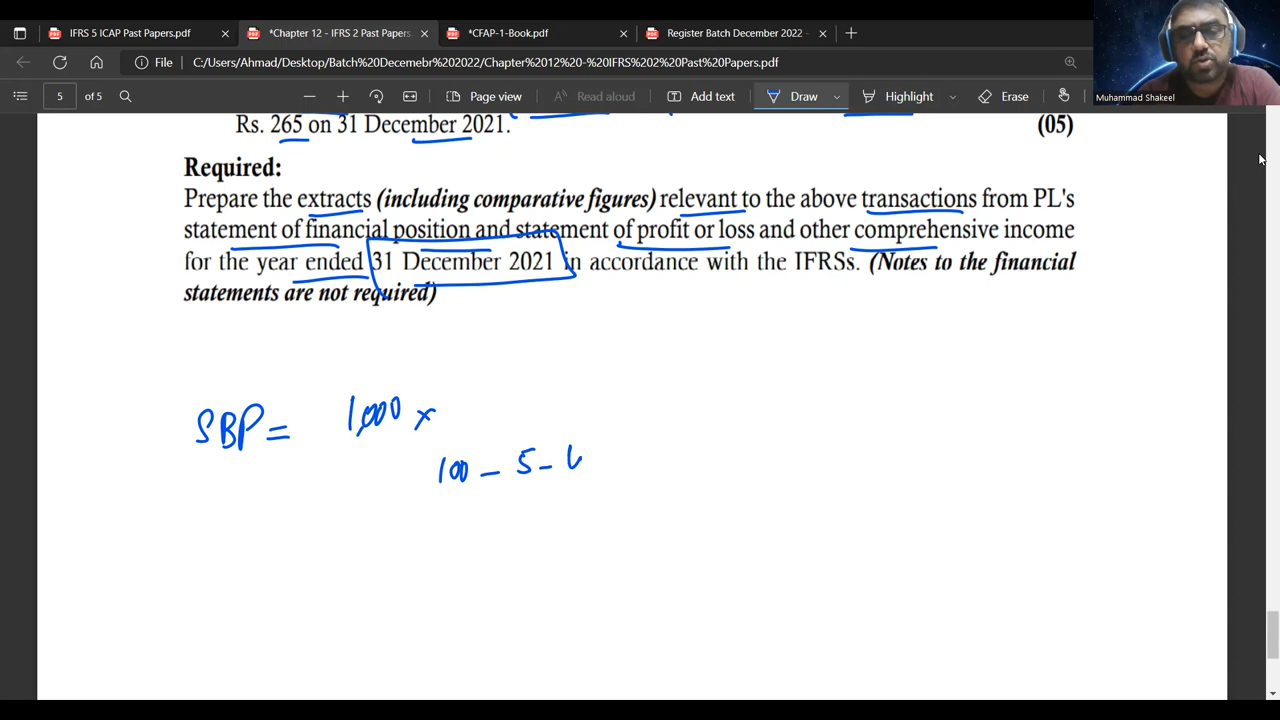 IFRS 5 ICAP Past Papers.pdf
*Chapter 12 - IFRS 2 Past Papers.
*CFAP-1-Book.pdf
Register Batch December 2022 -
File C:/Users/Ahmad/Desktop/Batch%20Decemebr%202022/Chapter%2012%20-%20IFRS%202%20Past%20Papers.pdf
5 of 5 Page view Read aloud Add text Draw Highlight Erase
Muhammad Shakeel
Rs. 265 on 31 December 2021. (05)
Required:
Prepare the extracts (including comparative figures) relevant to the above transactions from PL's
statement of financial position and statement of profit or loss and other comprehensive income
for the year ended 31 December 2021 in accordance with the IFRSs. (Notes to the financial
statements are not required)
SBP = 1,000 ×
100 - 5 -